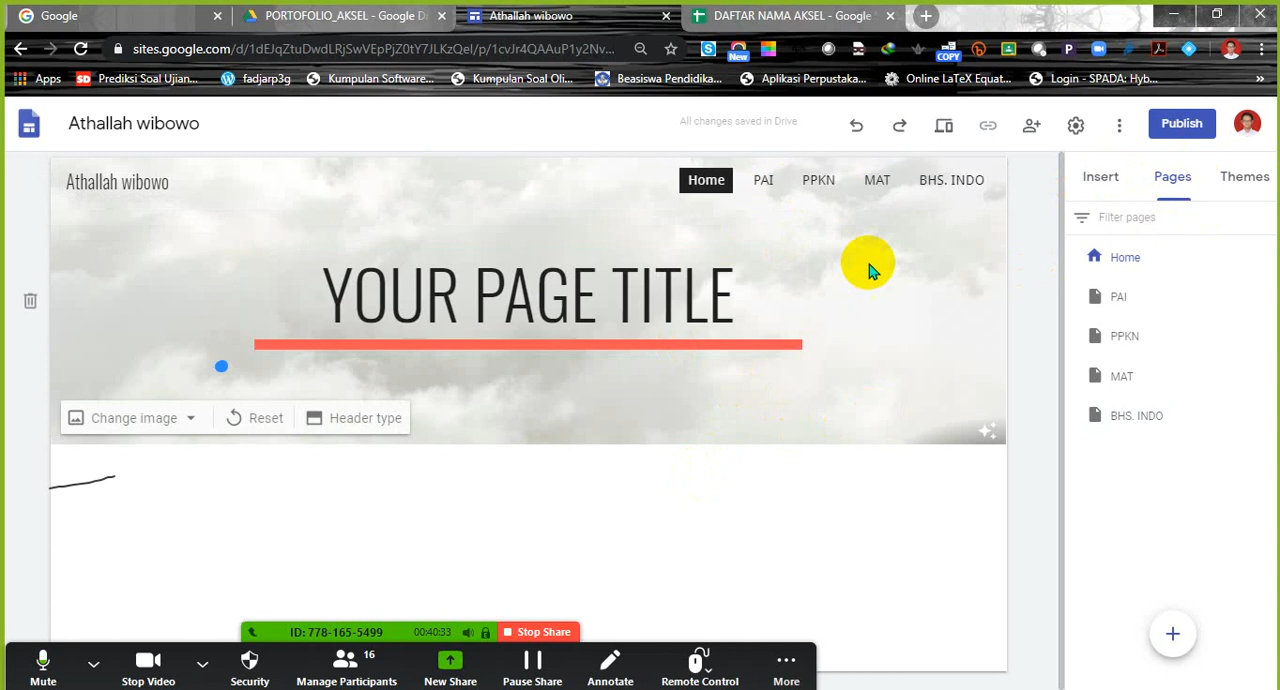 Google
PORTOFOLIO_AKSEL - Google D
Athallah wibowo
DAFTAR NAMA AKSEL - Google
sites.google.com/d/1dEJqZtuDwdLRjSwVEpPjZ0tY7JLKzQeI/p/1cvJr4QAAuP1y2Nv...
New
COPY
Apps
Prediksi Soal Ujian...
fadjarp3g
Kumpulan Software...
Kumpulan Soal Oli...
Beasiswa Pendidika...
Aplikasi Perpustaka...
Online LaTeX Equat...
Login - SPADA: Hyb...
»
Athallah wibowo
All changes saved in Drive
Publish
Athallah wibowo
Home
PAI
PPKN
MAT
BHS. INDO
Insert
Pages
Themes
Filter pages
YOUR PAGE TITLE
Home
PAI
PPKN
MAT
BHS. INDO
Change image
Reset
Header type
ID: 778-165-5499
00:40:33
Stop Share
Mute
Stop Video
Security
16
Manage Participants
New Share
Pause Share
Annotate
Remote Control
More